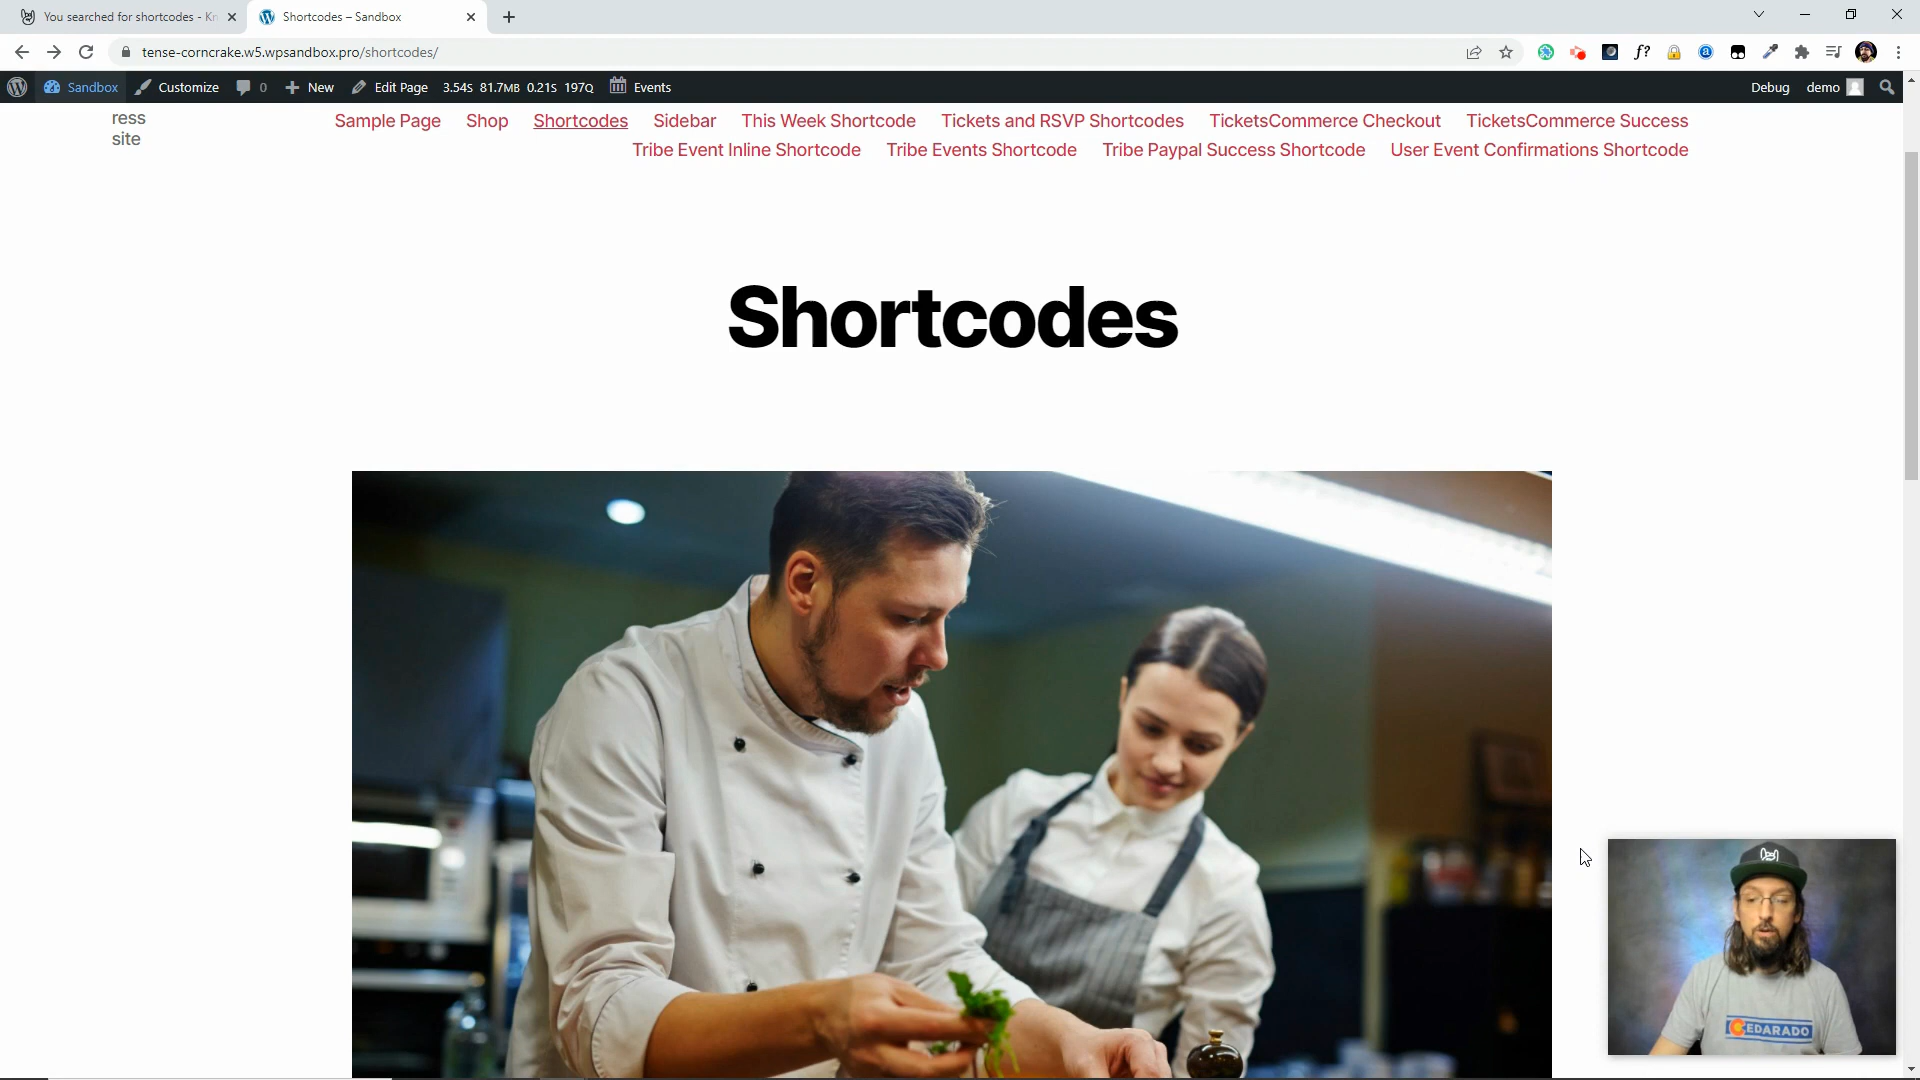 You searched for shortcodes - Kn
Shortcodes – Sandbox
tense-corncrake.w5.wpsandbox.pro/shortcodes/
f?
a
Sandbox Customize 0 New Edit Page 3.54S 81.7MB 0.21S 197Q Events Debug demo
ress
site
Sample Page Shop Shortcodes Sidebar This Week Shortcode Tickets and RSVP Shortcodes TicketsCommerce Checkout TicketsCommerce Success
Tribe Event Inline Shortcode Tribe Events Shortcode Tribe Paypal Success Shortcode User Event Confirmations Shortcode
Shortcodes
CEDARADO